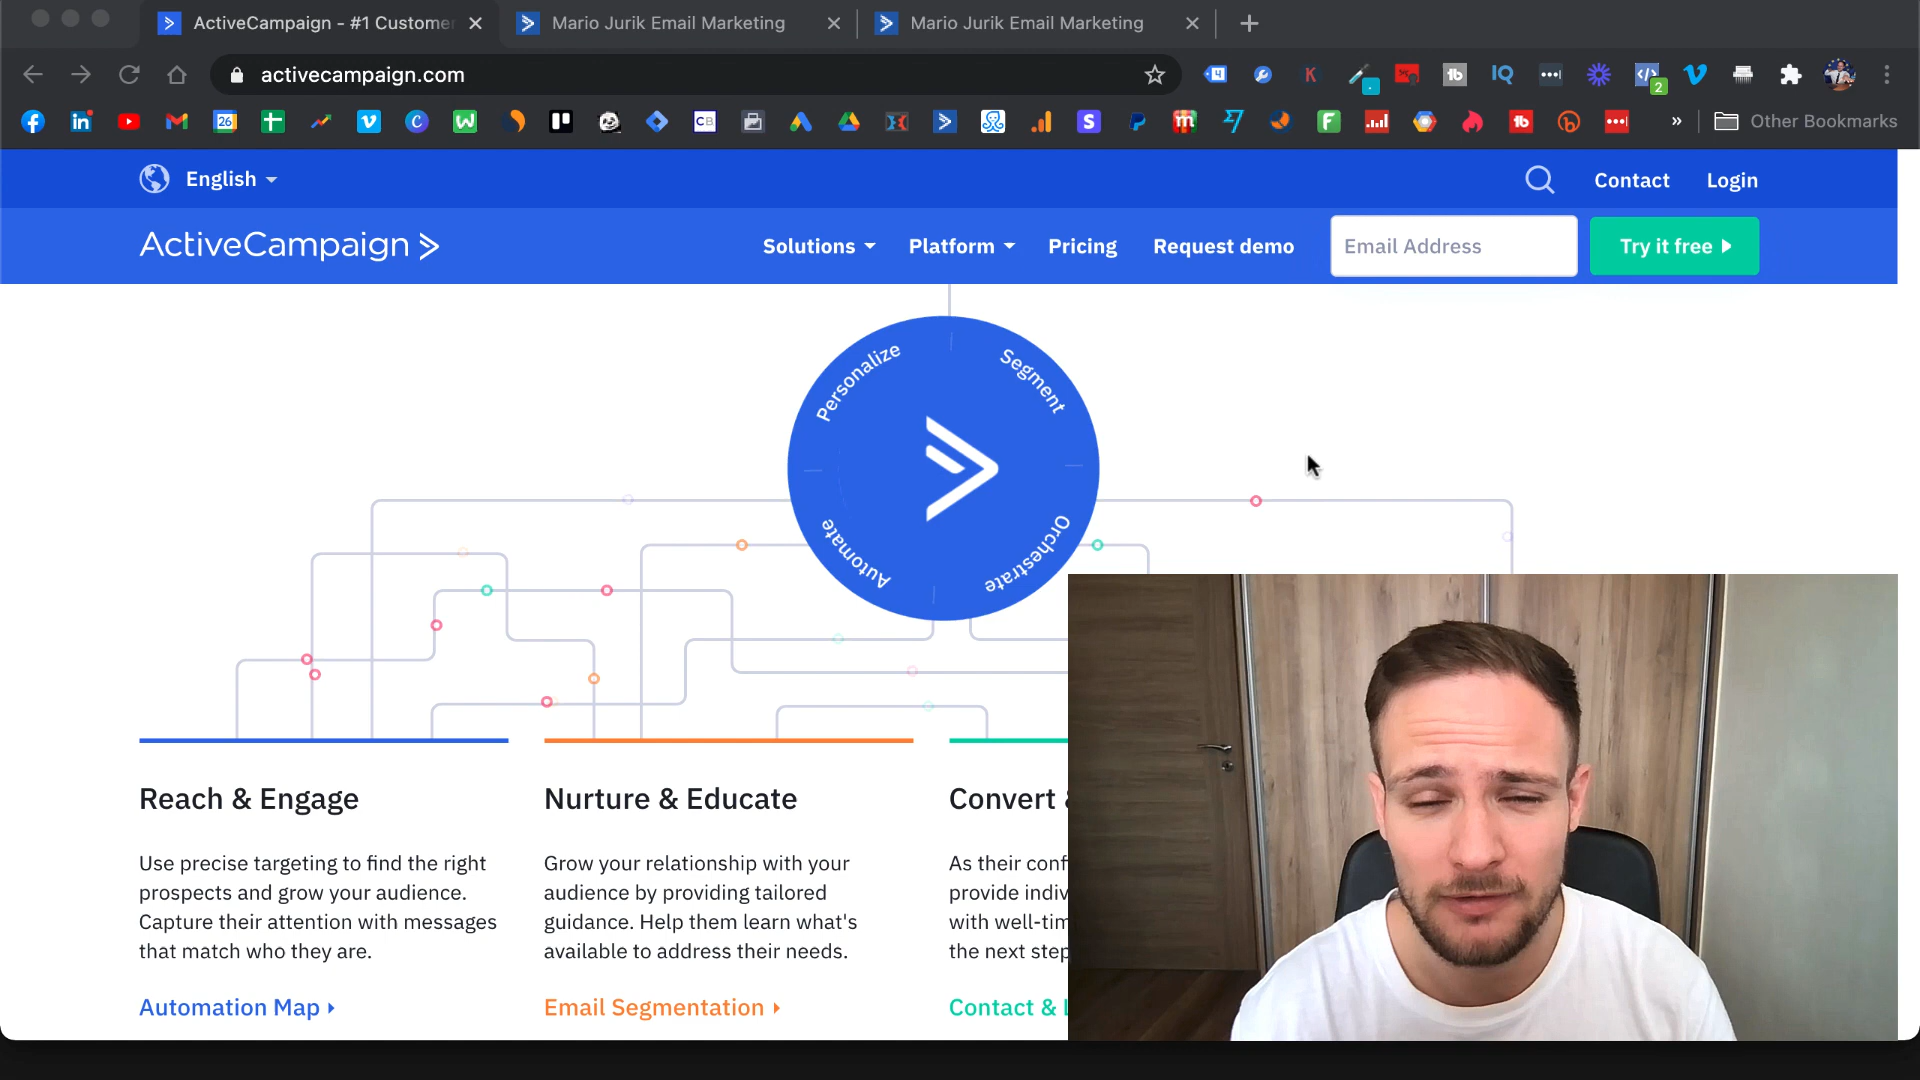 ActiveCampaign - #1 Customer
Mario Jurik Email Marketing
Mario Jurik Email Marketing
activecampaign.com
Other Bookmarks
English
Contact
Login
ActiveCampaign
Solutions
Platform
Pricing
Request demo
Email Address
Try it free
Personalize
Segment
Automate
Orchestrate
Reach & Engage
Use precise targeting to find the right
prospects and grow your audience.
Capture their attention with messages
that match who they are.
Automation Map
Nurture & Educate
Grow your relationship with your
audience by providing tailored
guidance. Help them learn what's
available to address their needs.
Email Segmentation
Convert
As their conf
provide indiv
with well-tim
the next step
Contact &